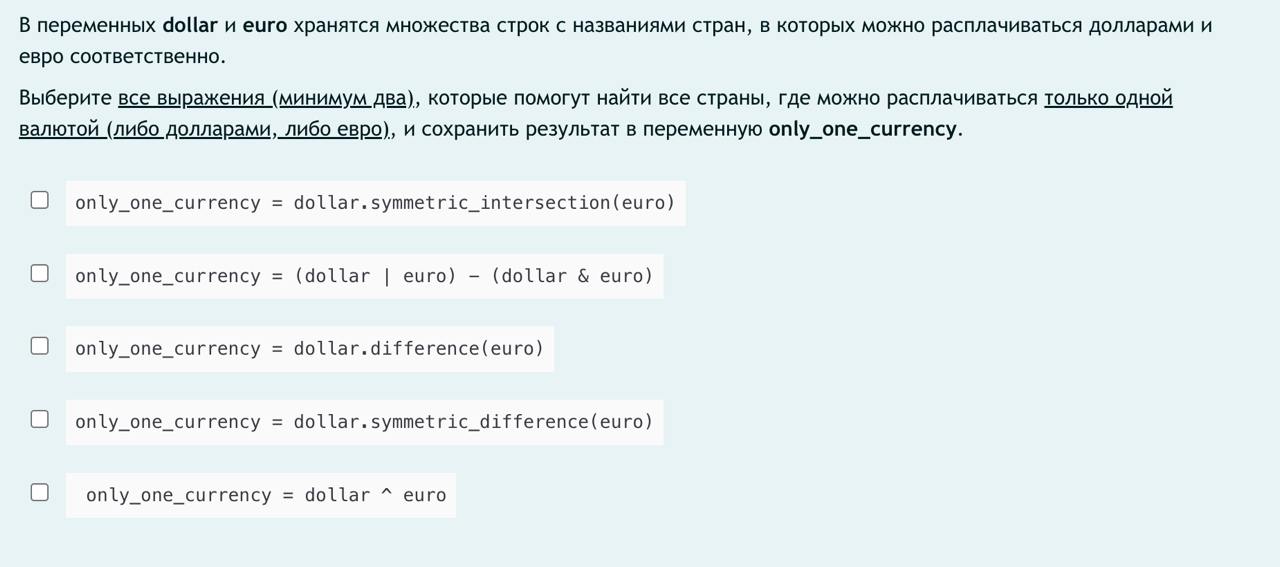 В переменных dollar и euro хранятся множества строк с названиями стран, в которых можно расплачиваться долларами и
евро соответственно.
Выберите все выражения (минимум два), которые помогут найти все страны, где можно расплачиваться только одной
валютой (либо долларами, либо евро), и сохранить результат в переменную only_one_currency.
only_one_currency = dollar.symmetric_intersection(euro)
only_one_currency = (dollar | euro) - (dollar & euro)
only_one_currency = dollar.difference(euro)
only_one_currency = dollar.symmetric_difference(euro)
only_one_currency = dollar ^ euro